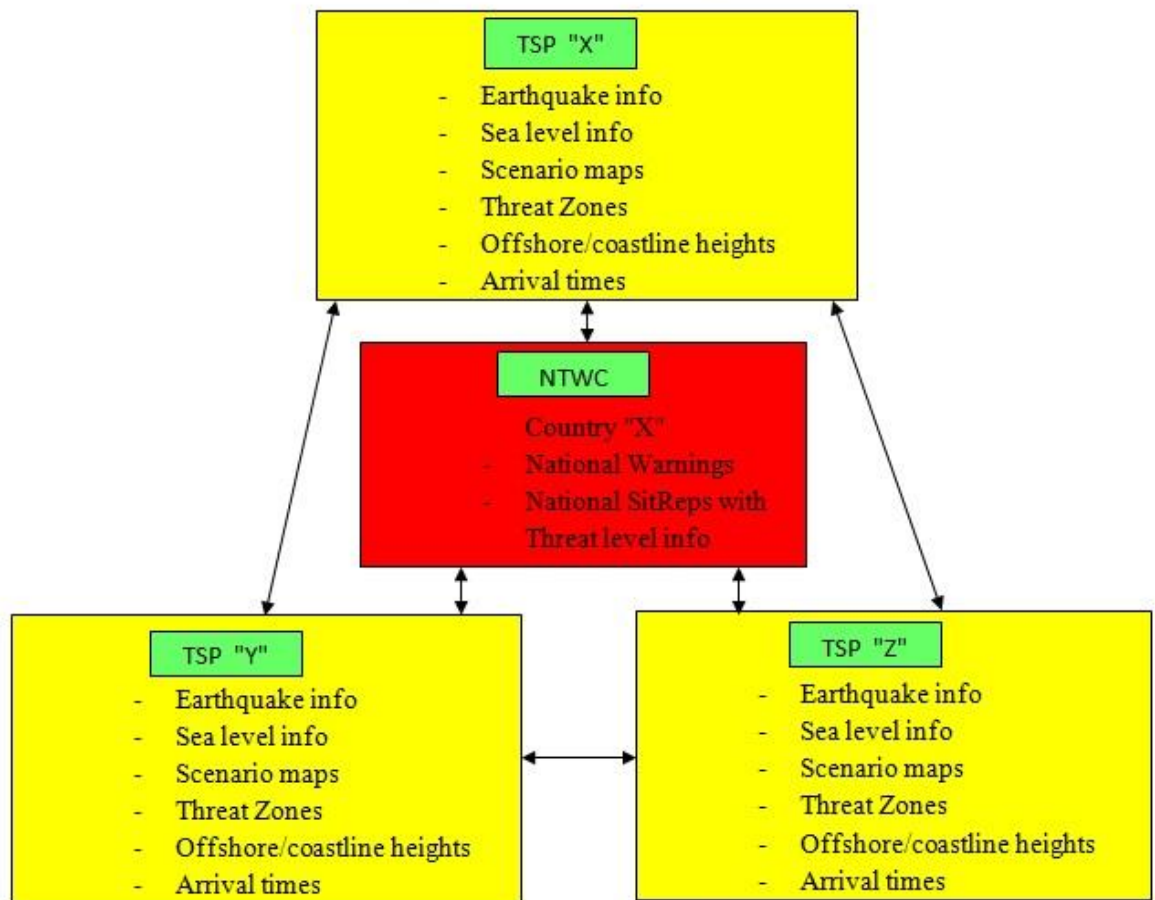 TSP "X"
- Earthquake info
- Sea level info
- Scenario maps
- Threat Zones
- Offshore/coastline heights
- Arrival times
NTWC
Country "X"
- National Warnings
- National SitReps with
Threat level info
TSP "Y"
- Earthquake info
- Sea level info
- Scenario maps
- Threat Zones
- Offshore/coastline heights
- Arrival times
TSP "Z"
- Earthquake info
- Sea level info
- Scenario maps
- Threat Zones
- Offshore/coastline heights
- Arrival times